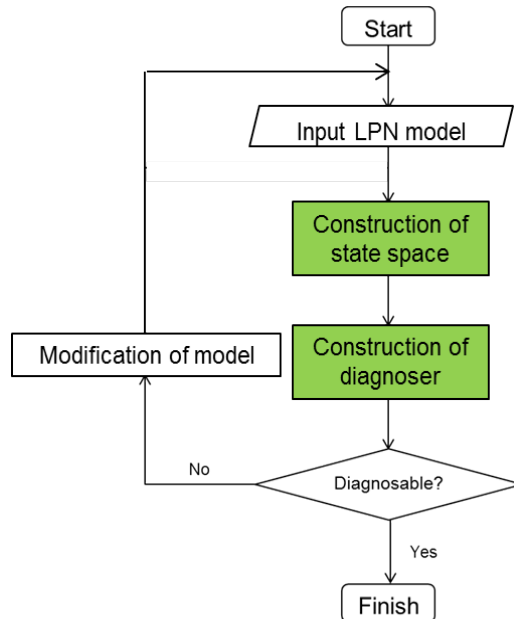 Start
Input LPN model
Construction of
state space
Modification of model
Construction of
diagnoser
No
Diagnosable?
Yes
Finish